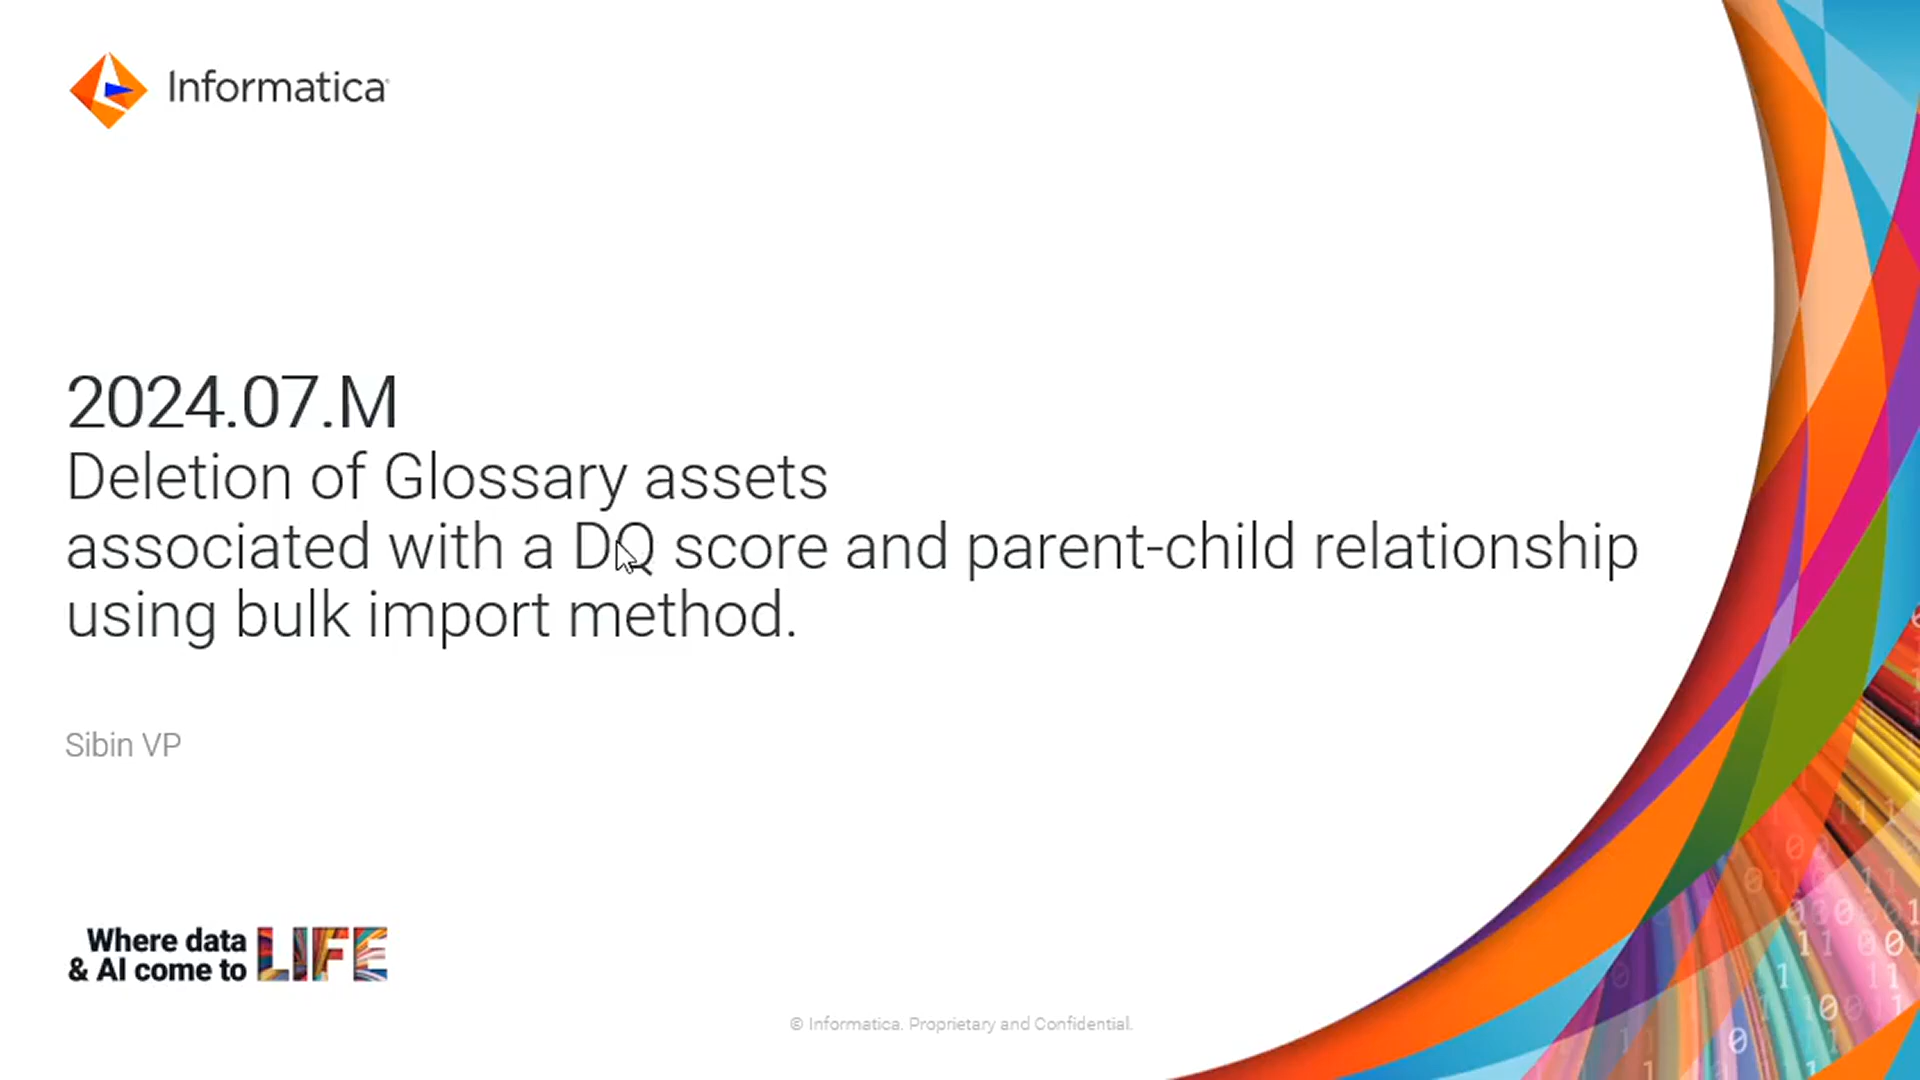 Informatica
2024.07.M
Deletion of Glossary assets
associated with a DQ score and parent-child relationship
using bulk import method.
Sibin VP
Where data
& AI come to LIFE
© Informatica. Proprietary and Confidential.